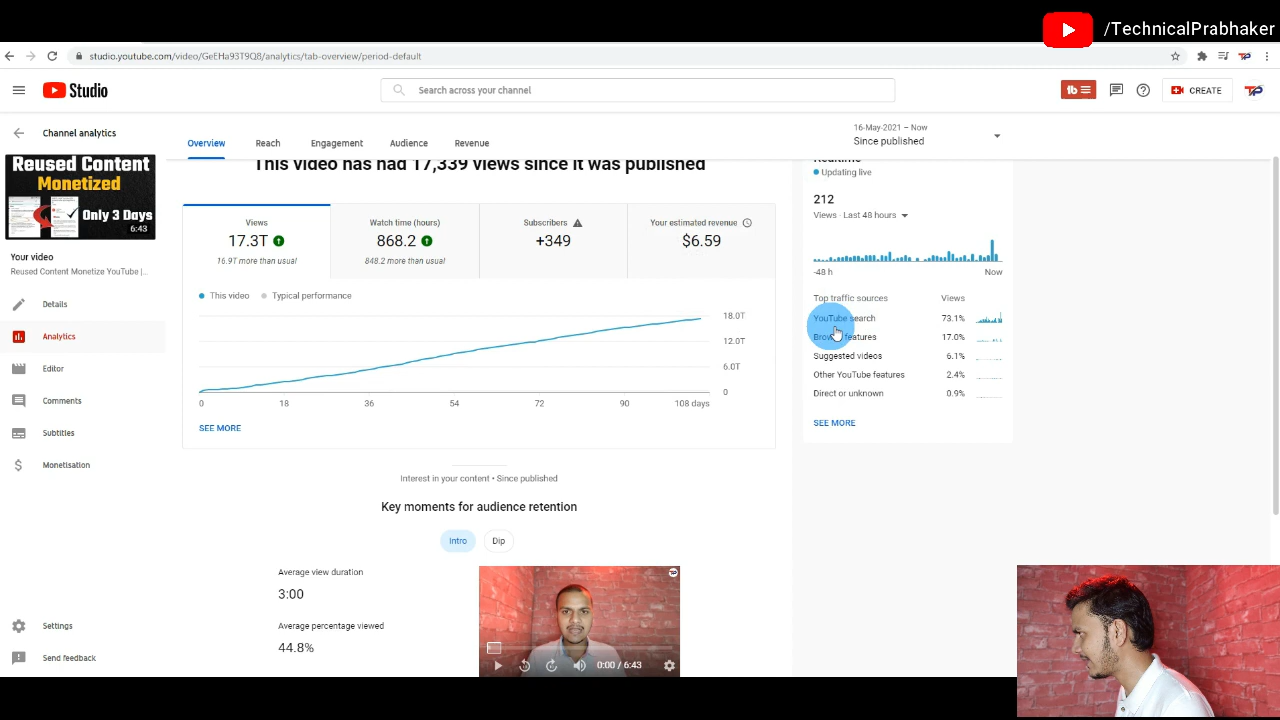 /TechnicalPrabhaker
studio.youtube.com/video/GeEHa93T9Q8/analytics/tab-overview/period-default
Studio
Search across your channel
CREATE
Channel analytics
Overview
Reach
Engagement
Audience
Revenue
16-May-2021 – Now
Since published
Reused Content
Monetized
Only 3 Days
6:43
Your video
Reused Content Monetize YouTube |...
Details
Analytics
Editor
Comments
Subtitles
Monetisation
Settings
Send feedback
This video has had 17,339 views since it was published
Views
17.3T
16.9T more than usual
Watch time (hours)
868.2
848.2 more than usual
Subscribers
+349
Your estimated revenue
$6.59
This video
Typical performance
18.0T
12.0T
6.0T
0
0
18
36
54
72
90
108 days
SEE MORE
Interest in your content • Since published
Key moments for audience retention
Intro
Dip
Average view duration
3:00
Average percentage viewed
44.8%
0:00 / 6:43
Realtime
Updating live
212
Views · Last 48 hours
-48 h
Now
Top traffic sources
Views
YouTube search
73.1%
Browse features
17.0%
Suggested videos
6.1%
Other YouTube features
2.4%
Direct or unknown
0.9%
SEE MORE